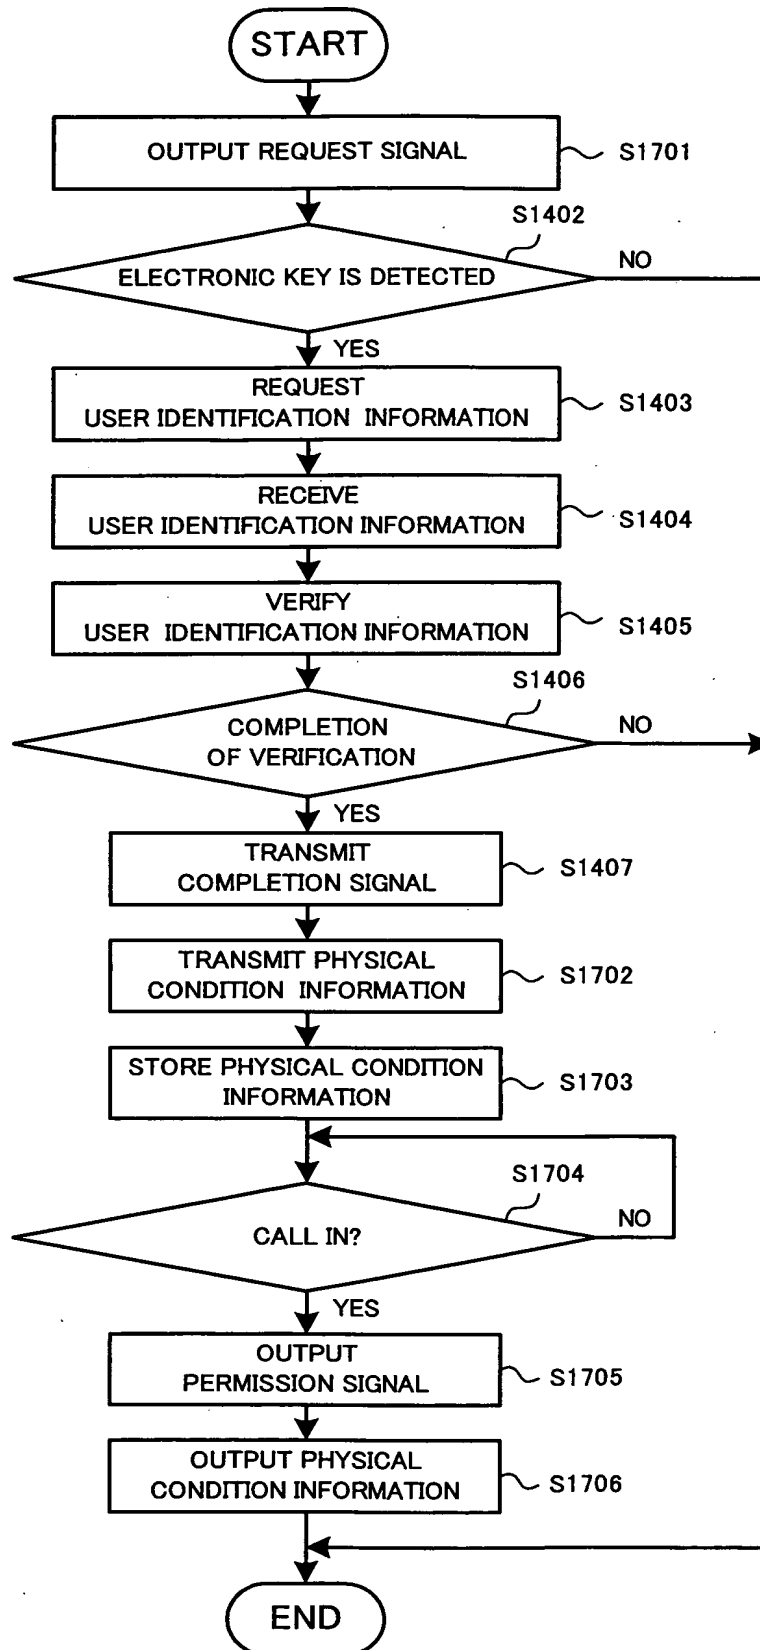 START
OUTPUT REQUEST SIGNAL
S1701
S1402
ELECTRONIC KEY IS DETECTED
NO
YES
REQUEST
USER IDENTIFICATION INFORMATION
S1403
RECEIVE
USER IDENTIFICATION INFORMATION
S1404
VERIFY
USER IDENTIFICATION INFORMATION
S1405
S1406
COMPLETION
OF VERIFICATION
NO
YES
TRANSMIT
COMPLETION SIGNAL
S1407
TRANSMIT PHYSICAL
CONDITION INFORMATION
S1702
STORE PHYSICAL CONDITION
INFORMATION
S1703
S1704
CALL IN?
NO
YES
OUTPUT
PERMISSION SIGNAL
S1705
OUTPUT PHYSICAL
CONDITION INFORMATION
S1706
END